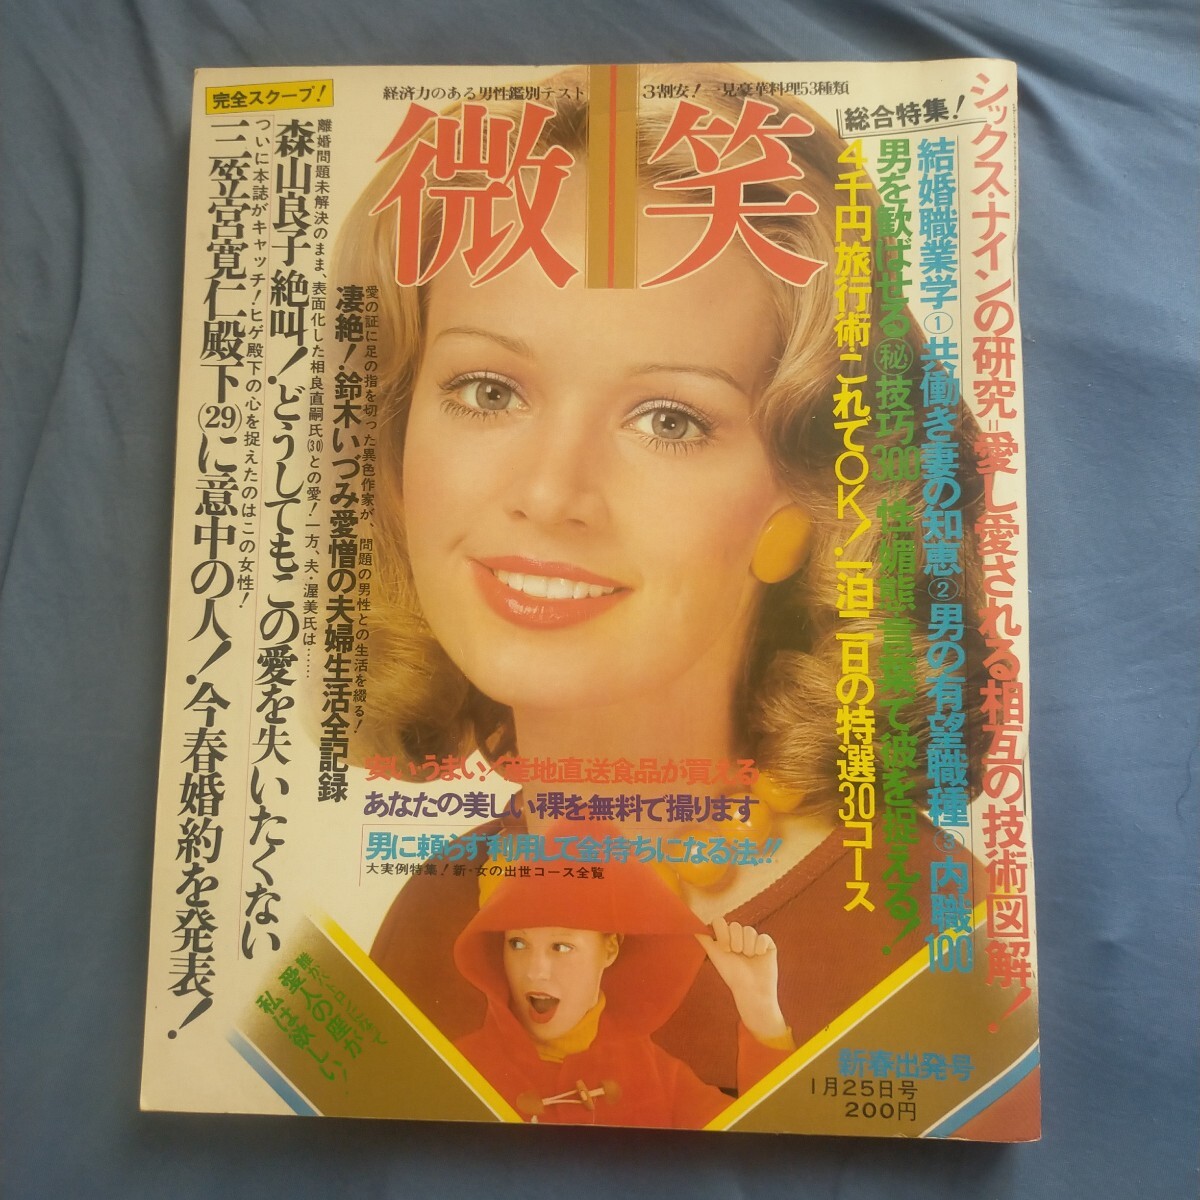 経済力のある男性鑑別テスト
3割安!一見豪華料理53種類
微笑
総合特集!
シックス・ナインの研究=愛し愛される相互の技術図解!
結婚職業学①共働き妻の知恵②男の有望職種③内職100
男を歓ばせる㊙技巧300 性・媚態・言葉で彼を捉える!
4千円旅行術・これでOK!一泊二日の特選30コース
完全スクープ!
離婚問題未解決のまま、表面化した相良直嗣氏(30)との愛!一方、夫・渥美氏は……
森山良子 絶叫!どうしてもこの愛を失いたくない
ついに本誌がキャッチ!ヒゲ殿下の心を捉えたのはこの女性!
三笠宮寛仁殿下(29)に意中の人!今春婚約を発表!
愛の証に足の指を切った異色作家が、問題の男性との生活を綴る!
凄絶!鈴木いづみ愛憎の夫婦生活全記録
安い、うまい!産地直送食品が買える
あなたの美しい裸を無料で撮ります
男に頼らず利用して金持ちになる法!!
大実例特集!新・女の出世コース全覧
愛人の座が
私は欲しい!
新春出発号
1月25日号
200円